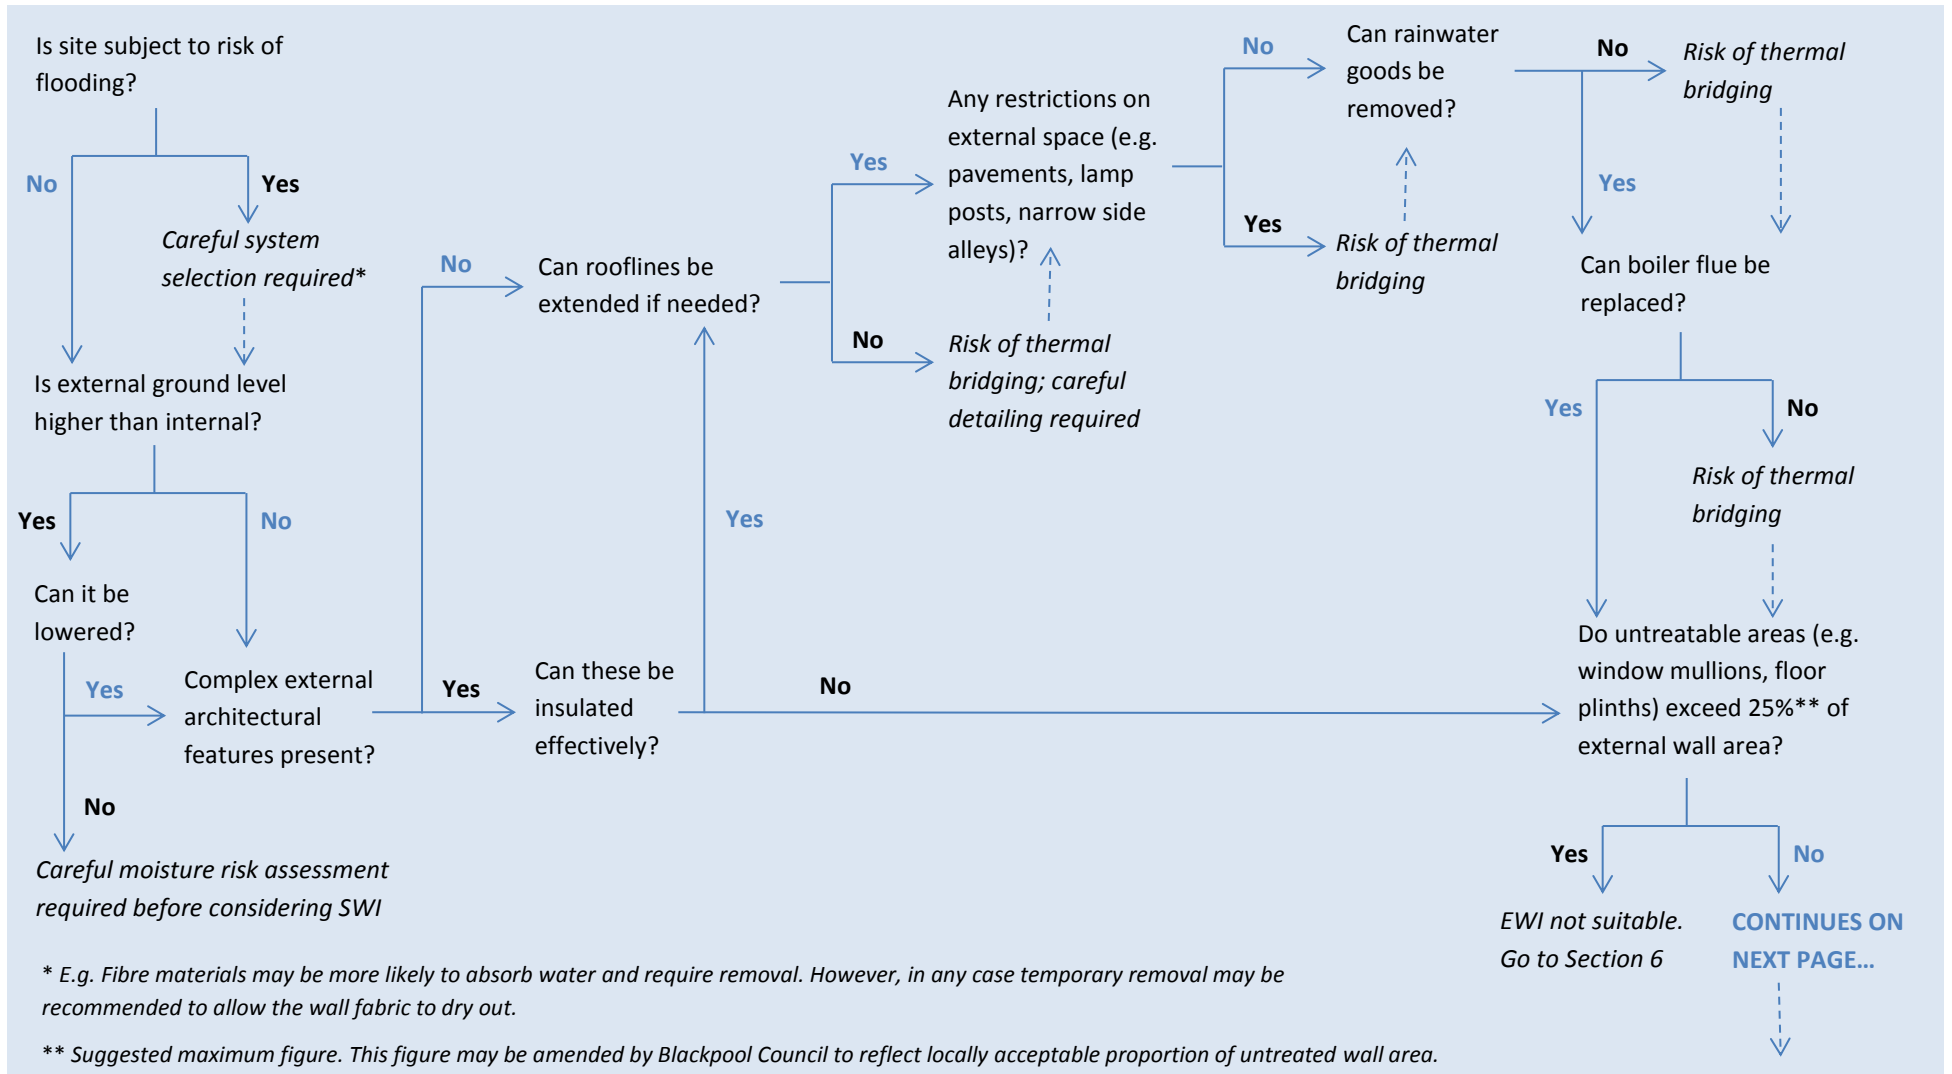 Is site subject to risk of
flooding?
No
Yes
Careful system
selection required*
Is external ground level
higher than internal?
Yes
No
Can it be
lowered?
Yes
No
Careful moisture risk assessment
required before considering SWI
Complex external
architectural
features present?
No
Yes
Can these be
insulated
effectively?
Yes
No
Can rooflines be
extended if needed?
Yes
No
Risk of thermal
bridging; careful
detailing required
Any restrictions on
external space (e.g.
pavements, lamp
posts, narrow side
alleys)?
No
Yes
Risk of thermal
bridging
Can rainwater
goods be
removed?
No
Yes
Risk of thermal
bridging
Can boiler flue be
replaced?
Yes
No
Risk of thermal
bridging
Do untreatable areas (e.g.
window mullions, floor
plinths) exceed 25%** of
external wall area?
Yes
No
EWI not suitable.
Go to Section 6
CONTINUES ON
NEXT PAGE…
* E.g. Fibre materials may be more likely to absorb water and require removal. However, in any case temporary removal may be
recommended to allow the wall fabric to dry out.
** Suggested maximum figure. This figure may be amended by Blackpool Council to reflect locally acceptable proportion of untreated wall area.